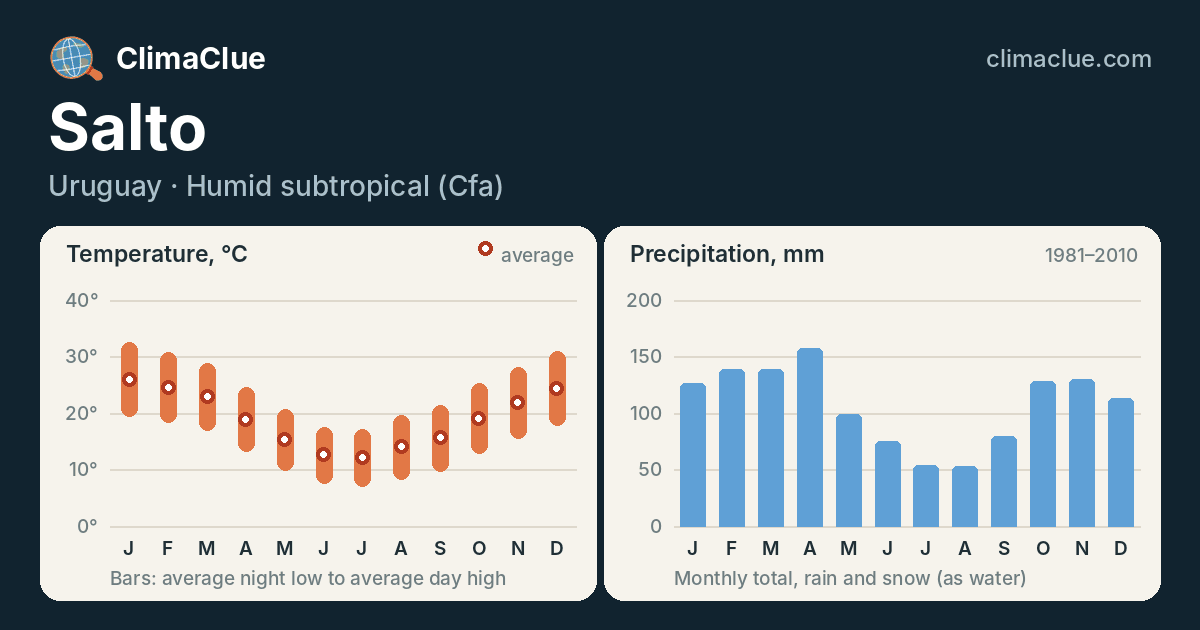 ClimaClue
climaclue.com
Salto
Uruguay · Humid subtropical (Cfa)
Temperature, °C
average
40°
30°
20°
10°
0°
J F M A M J J A S O N D
Bars: average night low to average day high
Precipitation, mm
1981–2010
200
150
100
50
0
J F M A M J J A S O N D
Monthly total, rain and snow (as water)